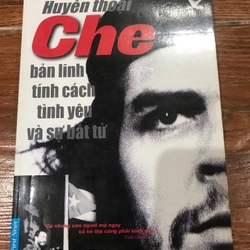 Huyền thoại
Che
bản lĩnh
tính cách
tình yêu
và sự bất tử